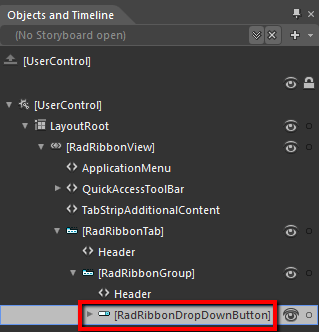 Objects and Timeline
(No Storyboard open)
[UserControl]
[UserControl]
LayoutRoot
[RadRibbonView]
ApplicationMenu
QuickAccessToolBar
TabStripAdditionalContent
[RadRibbonTab]
Header
[RadRibbonGroup]
Header
[RadRibbonDropDownButton]